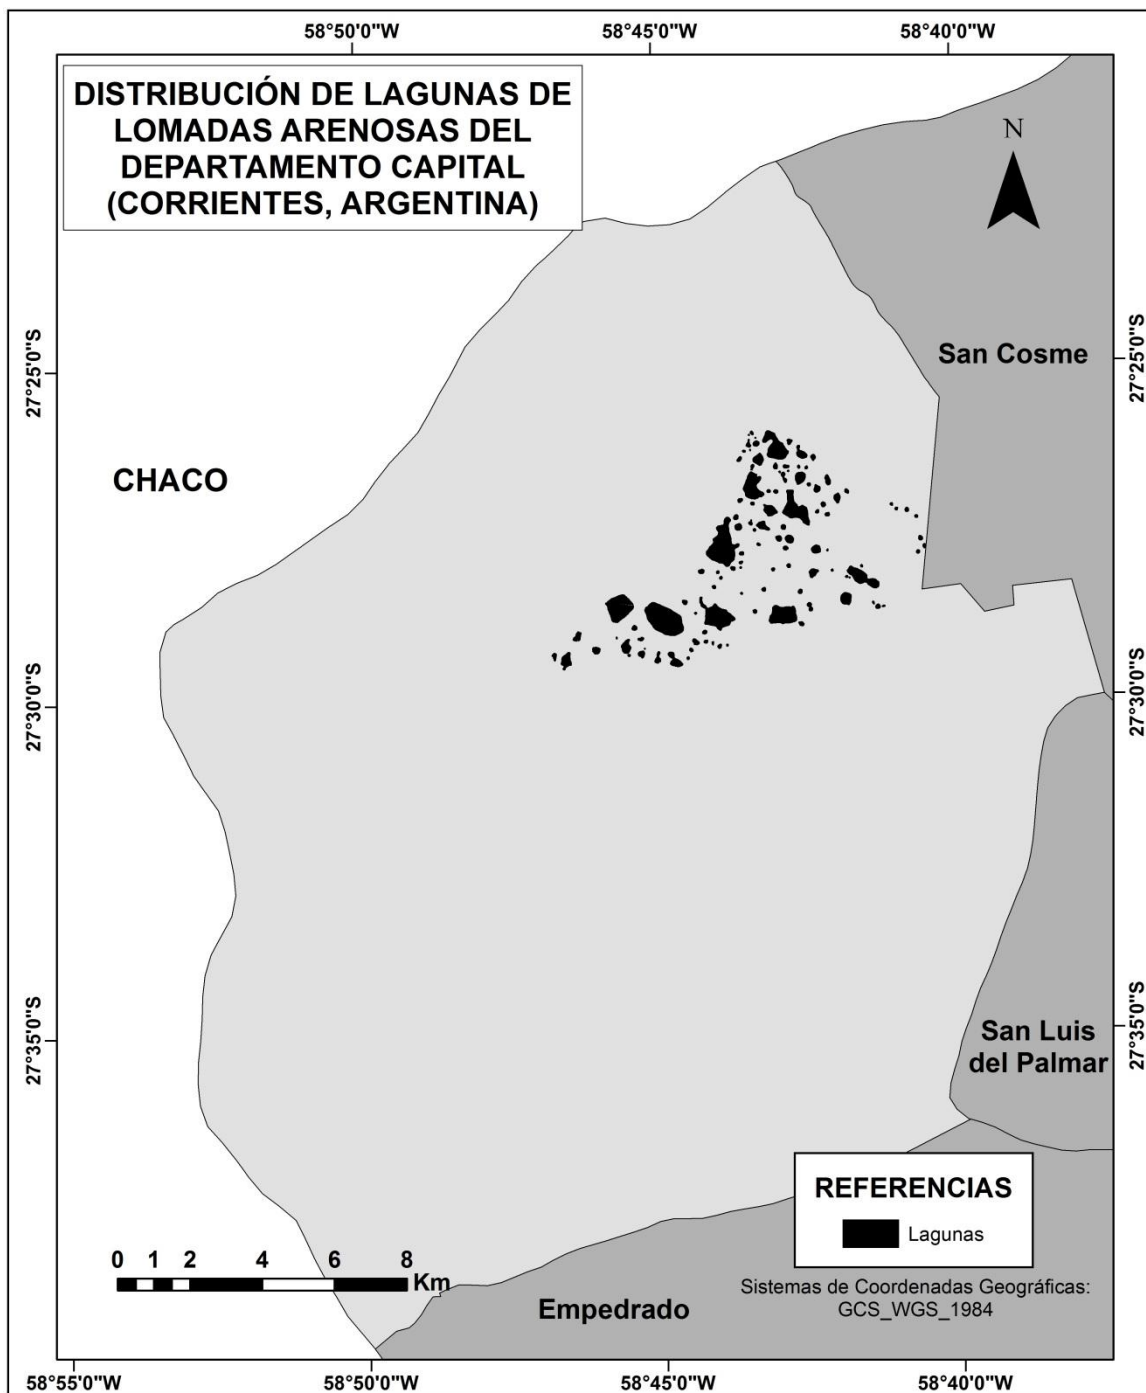 58°50'0"W
58°45'0"W
58°40'0"W
DISTRIBUCIÓN DE LAGUNAS DE
LOMADAS ARENOSAS DEL
DEPARTAMENTO CAPITAL
(CORRIENTES, ARGENTINA)
N
27°25'0"S
27°25'0"S
San Cosme
CHACO
27°30'0"S
27°30'0"S
27°35'0"S
27°35'0"S
San Luis
del Palmar
REFERENCIAS
Lagunas
0 1 2 4 6 8
Km
Empedrado
Sistemas de Coordenadas Geográficas:
GCS_WGS_1984
58°55'0"W
58°50'0"W
58°45'0"W
58°40'0"W